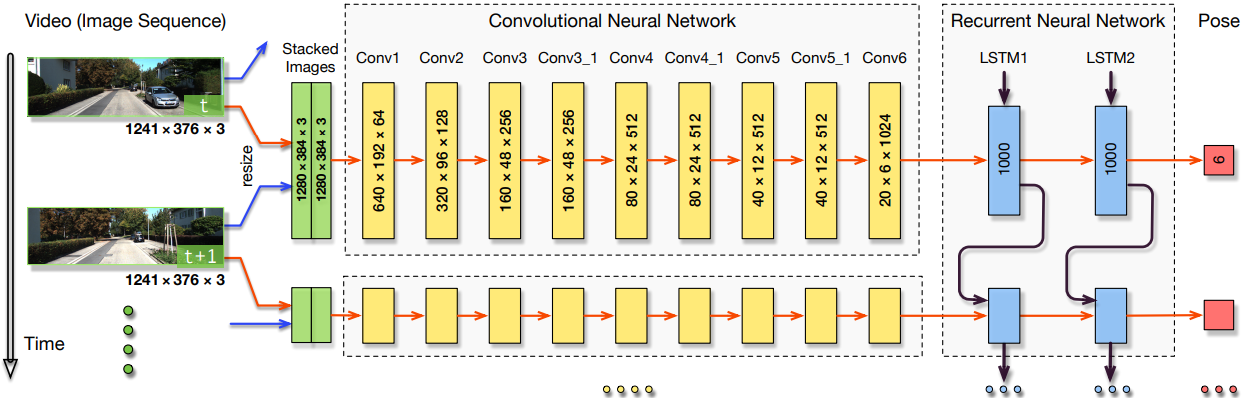 Video (Image Sequence)
Convolutional Neural Network
Recurrent Neural Network
Pose
Stacked
Images
Conv1
Conv2
Conv3
Conv3_1
Conv4
Conv4_1
Conv5
Conv5_1
Conv6
LSTM1
LSTM2
t
1241 × 376 × 3
resize
1280 × 384 × 3
1280 × 384 × 3
640 × 192 × 64
320 × 96 × 128
160 × 48 × 256
160 × 48 × 256
80 × 24 × 512
80 × 24 × 512
40 × 12 × 512
40 × 12 × 512
20 × 6 × 1024
1000
1000
6
t+1
1241 × 376 × 3
Time